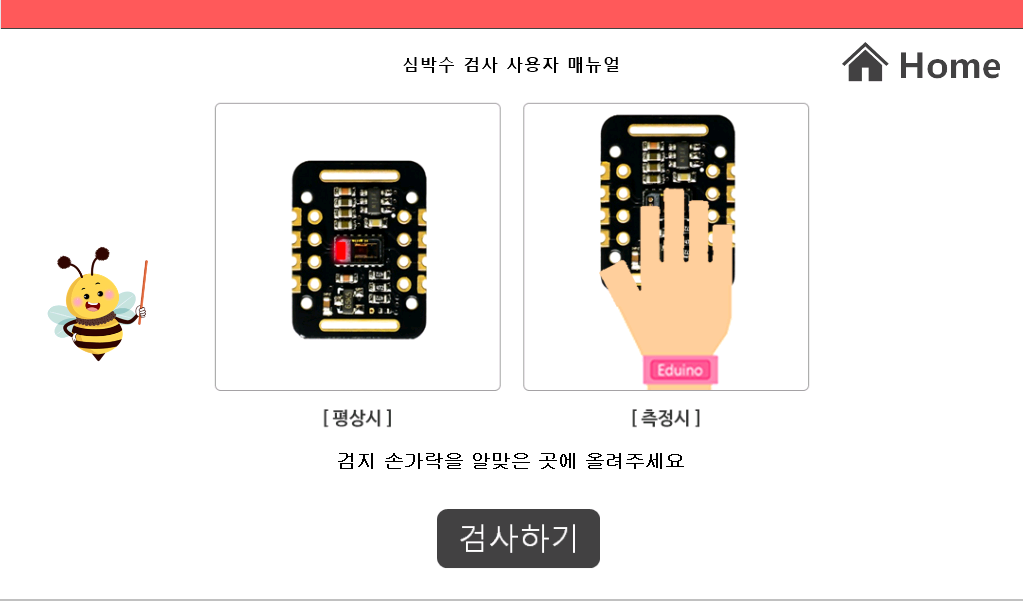 심박수 검사 사용자 매뉴얼
Home
Eduino
[ 평상시 ]
[ 측정시 ]
검지 손가락을 알맞은 곳에 올려주세요
검사하기